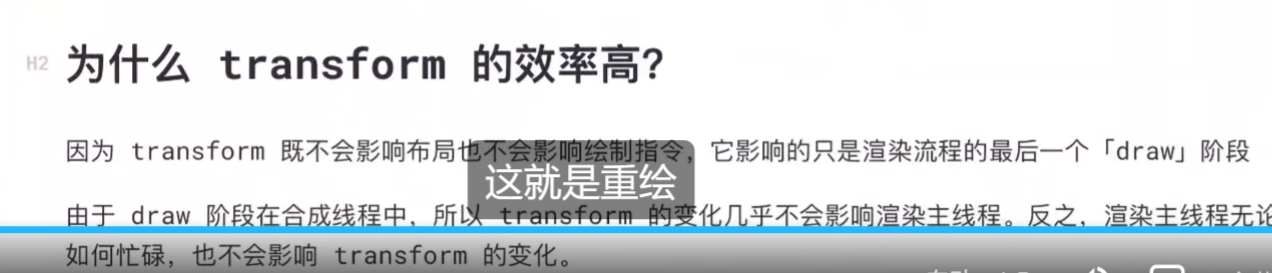 H2 为什么 transform 的效率高？
因为 transform 既不会影响布局也不会影响绘制指令，它影响的只是渲染流程的最后一个「draw」阶段
这就是重绘
由于 draw 阶段在合成线程中，所以 transform 的变化几乎不会影响渲染主线程。反之，渲染主线程无论
如何忙碌，也不会影响 transform 的变化。